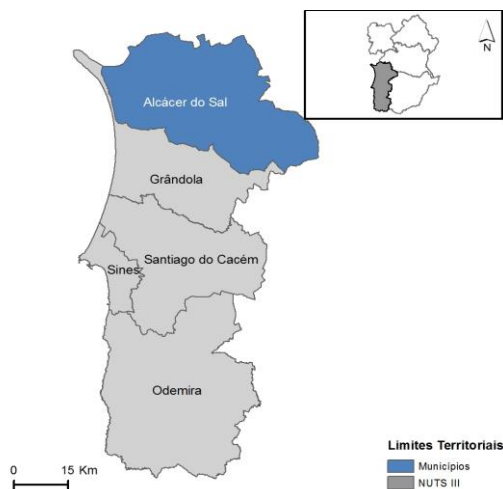 N
Alcácer do Sal
Grândola
Santiago do Cacém
Sines
Odemira
0 15 Km
Limites Territoriais
Municípios
NUTS III